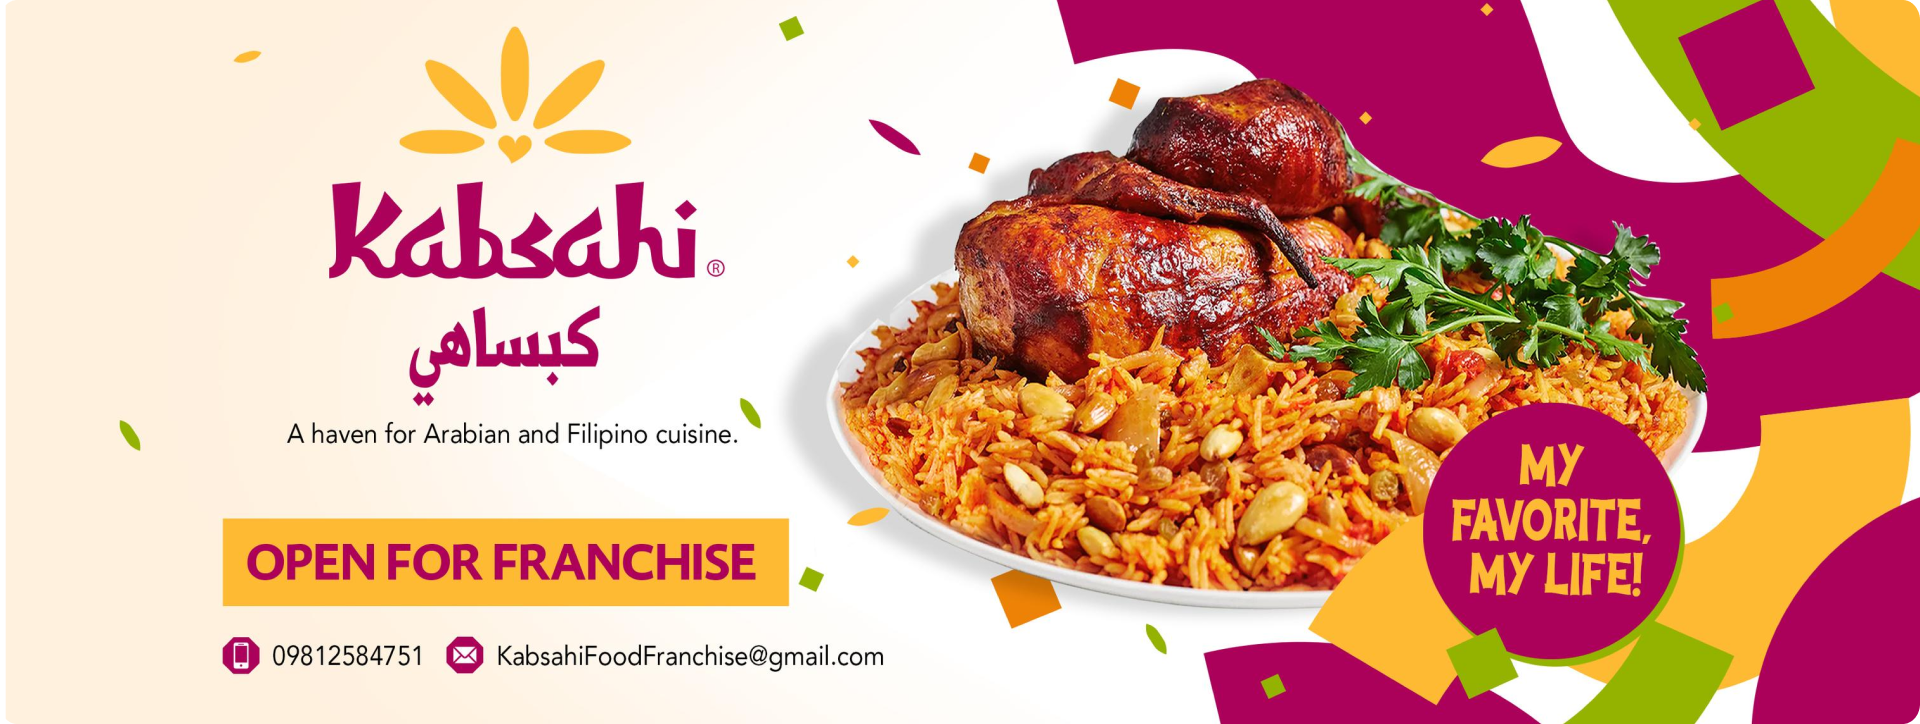 Kabsahi®
كبساهي
A haven for Arabian and Filipino cuisine.
OPEN FOR FRANCHISE
09812584751 KabsahiFoodFranchise@gmail.com
MY
FAVORITE,
MY LIFE!